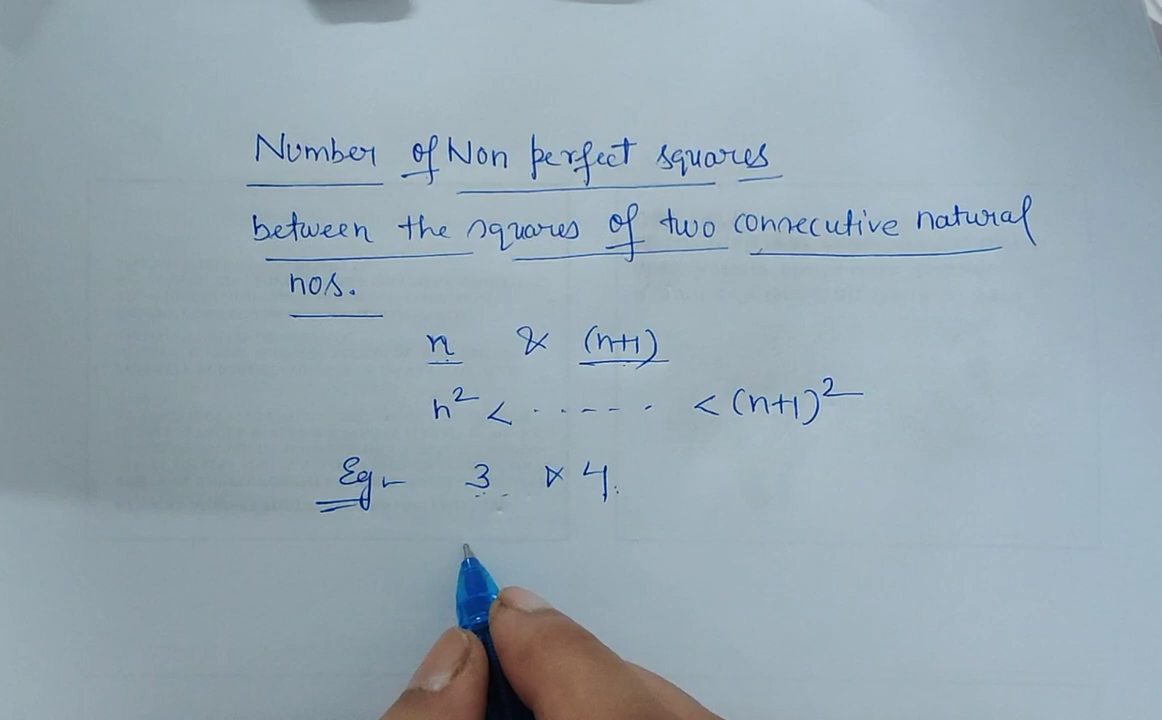 Number of Non perfect squares
between the squares of two consecutive natural
nos.
n & (n+1)
n² < ...... < (n+1)²
Eg- 3 & 4.